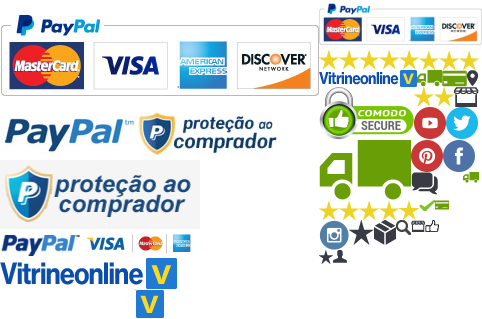 PayPal
MasterCard VISA AMERICAN EXPRESS DISCOVER NETWORK
PayPal™
proteção ao
comprador
proteção ao
comprador
PayPal™ VISA MasterCard AMERICAN EXPRESS
Vitrineonline V
V
PayPal
MasterCard VISA AMERICAN EXPRESS DISCOVER NETWORK
Vitrineonline V
COMODO
SECURE